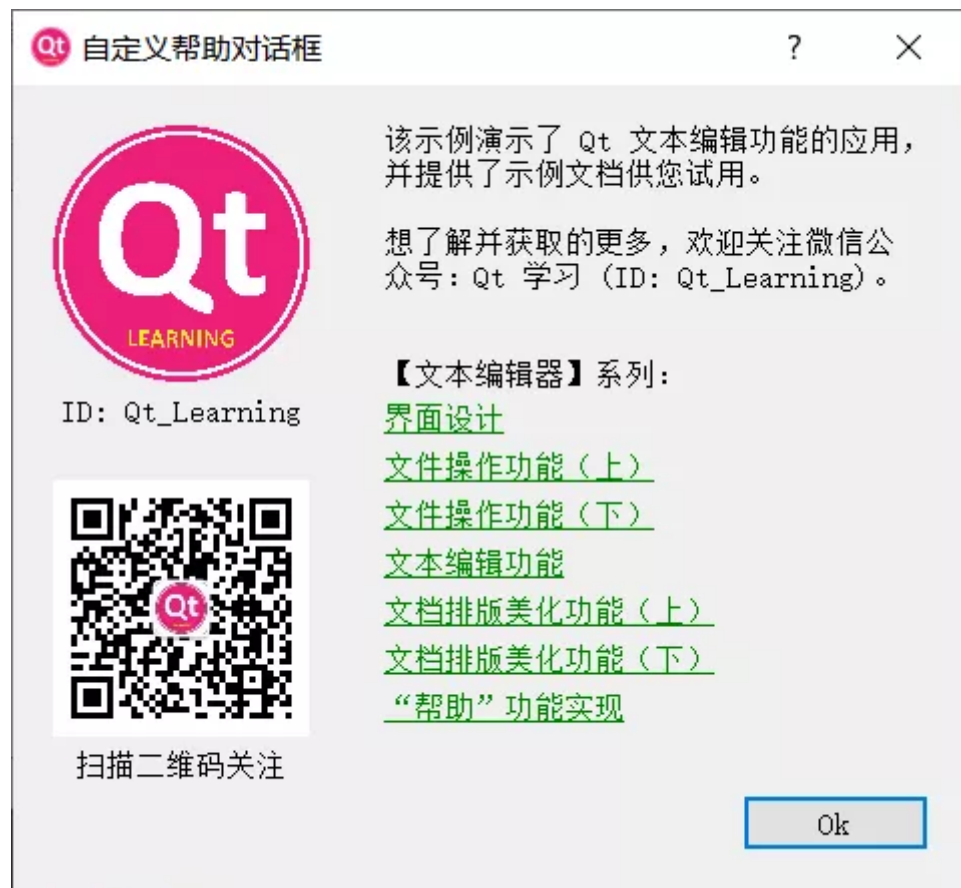 Qt 自定义帮助对话框
? ×
Qt
LEARNING
ID: Qt_Learning
Qt
扫描二维码关注
该示例演示了 Qt 文本编辑功能的应用，
并提供了示例文档供您试用。
想了解并获取的更多，欢迎关注微信公
众号：Qt 学习（ID: Qt_Learning）。
【文本编辑器】系列：
界面设计
文件操作功能（上）
文件操作功能（下）
文本编辑功能
文档排版美化功能（上）
文档排版美化功能（下）
“帮助”功能实现
Ok